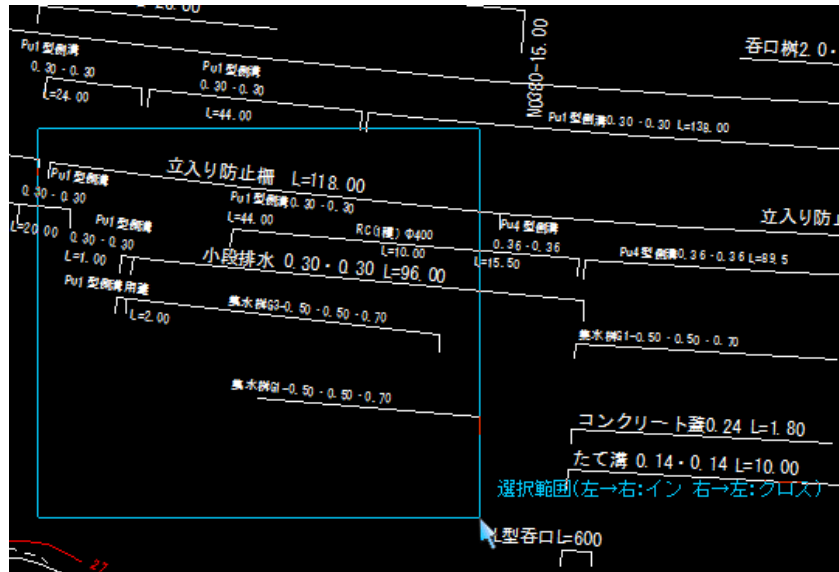 Pu1型側溝
0.30-0.30
L=24.00
Pu1型側溝
0.30-0.30
L=44.00
NO380-15.00
呑口桝2.0・
Pu1型側溝0.30-0.30 L=138.00
立入り防止柵 L=118.00
Pu1型側溝
0.30-0.30
L=20.00
Pu1型側溝0.30-0.30
L=44.00
RC(1種) Φ400
L=10.00
Pu1型側溝
0.30-0.30
L=1.00
小段排水 0.30・0.30 L=96.00
Pu4型側溝
0.36-0.36
L=15.50
立入り防止
Pu4型側溝0.36-0.36 L=89.5
Pu1型側溝用蓋
L=2.00
集水桝G3-0.50-0.50-0.70
集水桝G1-0.50-0.50-0.70
集水桝G1-0.50-0.50-0.70
コンクリート蓋0.24 L=1.80
たて溝 0.14・0.14 L=10.00
選択範囲(左→右:イン 右→左:クロス)
L型呑口L=600
27